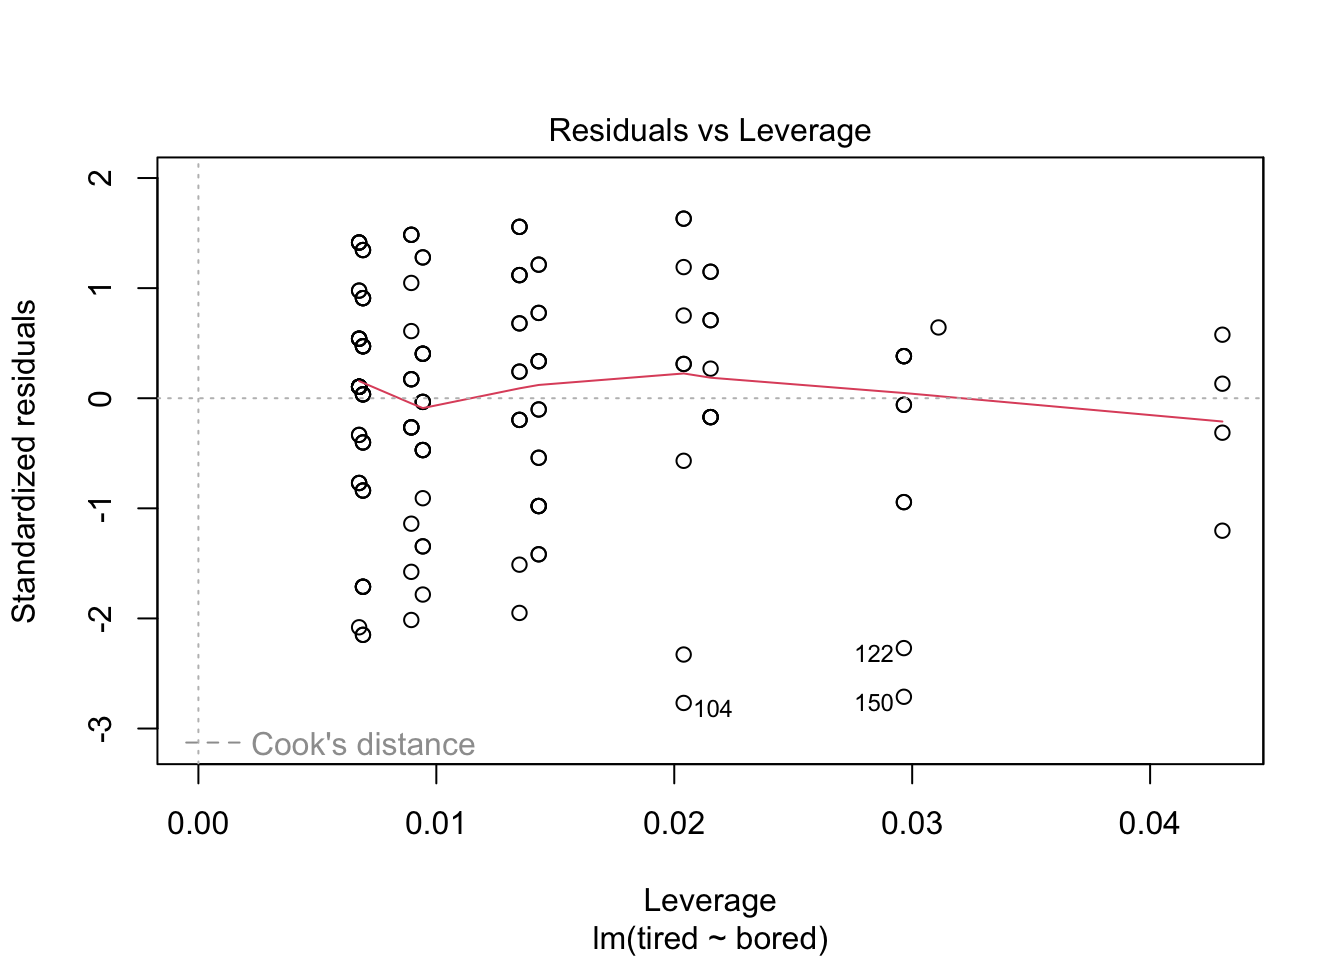 Residuals vs Leverage
Standardized residuals
2
1
0
-1
-2
-3
122
150
104
Cook's distance
0.00 0.01 0.02 0.03 0.04
Leverage
lm(tired ~ bored)